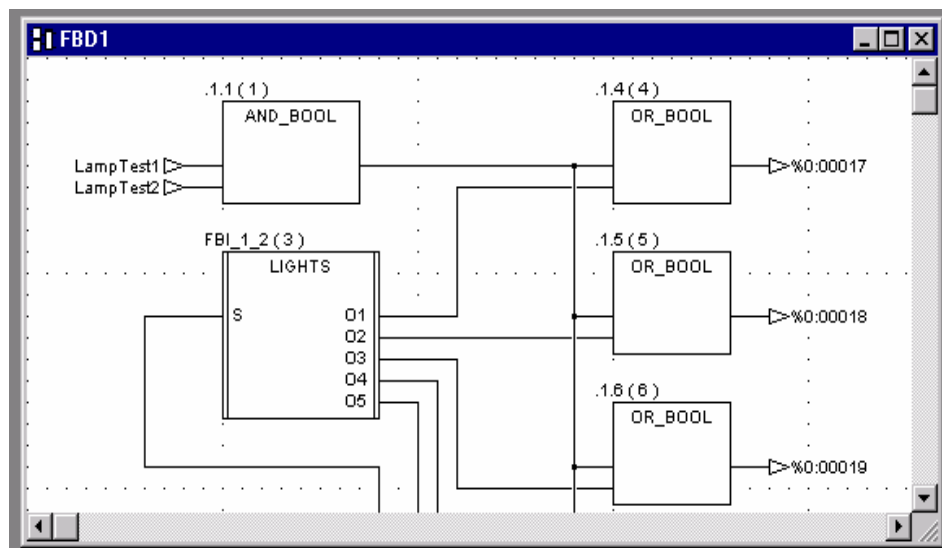 FBD1
.1.1 ( 1 )
AND_BOOL
LampTest1
LampTest2
.1.4 ( 4 )
OR_BOOL
%0:00017
FBI_1_2 ( 3 )
LIGHTS
S
O1
O2
O3
O4
O5
.1.5 ( 5 )
OR_BOOL
%0:00018
.1.6 ( 6 )
OR_BOOL
%0:00019